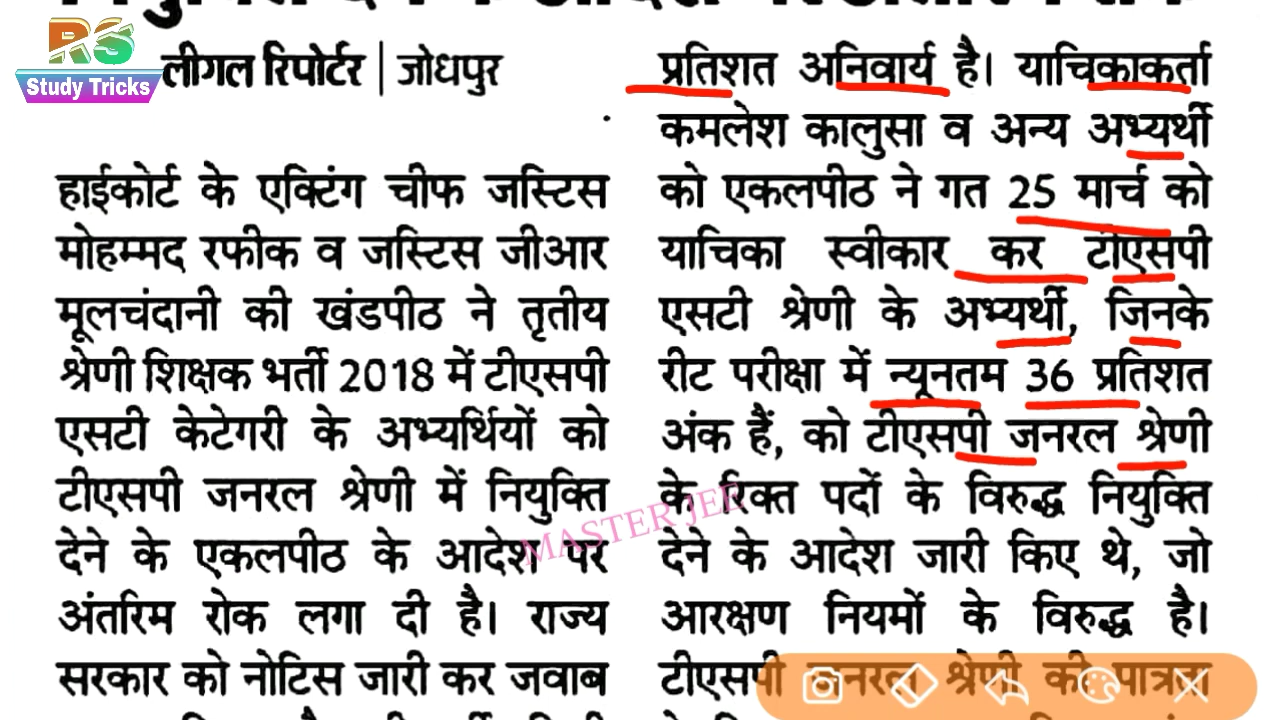 RS
Study Tricks
लीगल रिपोर्टर | जोधपुर
हाईकोर्ट के एक्टिंग चीफ जस्टिस
मोहम्मद रफीक व जस्टिस जीआर
मूलचंदानी की खंडपीठ ने तृतीय
श्रेणी शिक्षक भर्ती 2018 में टीएसपी
एसटी केटेगरी के अभ्यर्थियों को
टीएसपी जनरल श्रेणी में नियुक्ति
देने के एकलपीठ के आदेश पर
अंतरिम रोक लगा दी है। राज्य
सरकार को नोटिस जारी कर जवाब
प्रतिशत अनिवार्य है। याचिकाकर्ता
कमलेश कालुसा व अन्य अभ्यर्थी
को एकलपीठ ने गत 25 मार्च को
याचिका स्वीकार कर टीएसपी
एसटी श्रेणी के अभ्यर्थी, जिनके
रीट परीक्षा में न्यूनतम 36 प्रतिशत
अंक हैं, को टीएसपी जनरल श्रेणी
के रिक्त पदों के विरुद्ध नियुक्ति
देने के आदेश जारी किए थे, जो
आरक्षण नियमों के विरुद्ध है।
टीएसपी जनरल श्रेणी की पात्रता
MASTER JEE